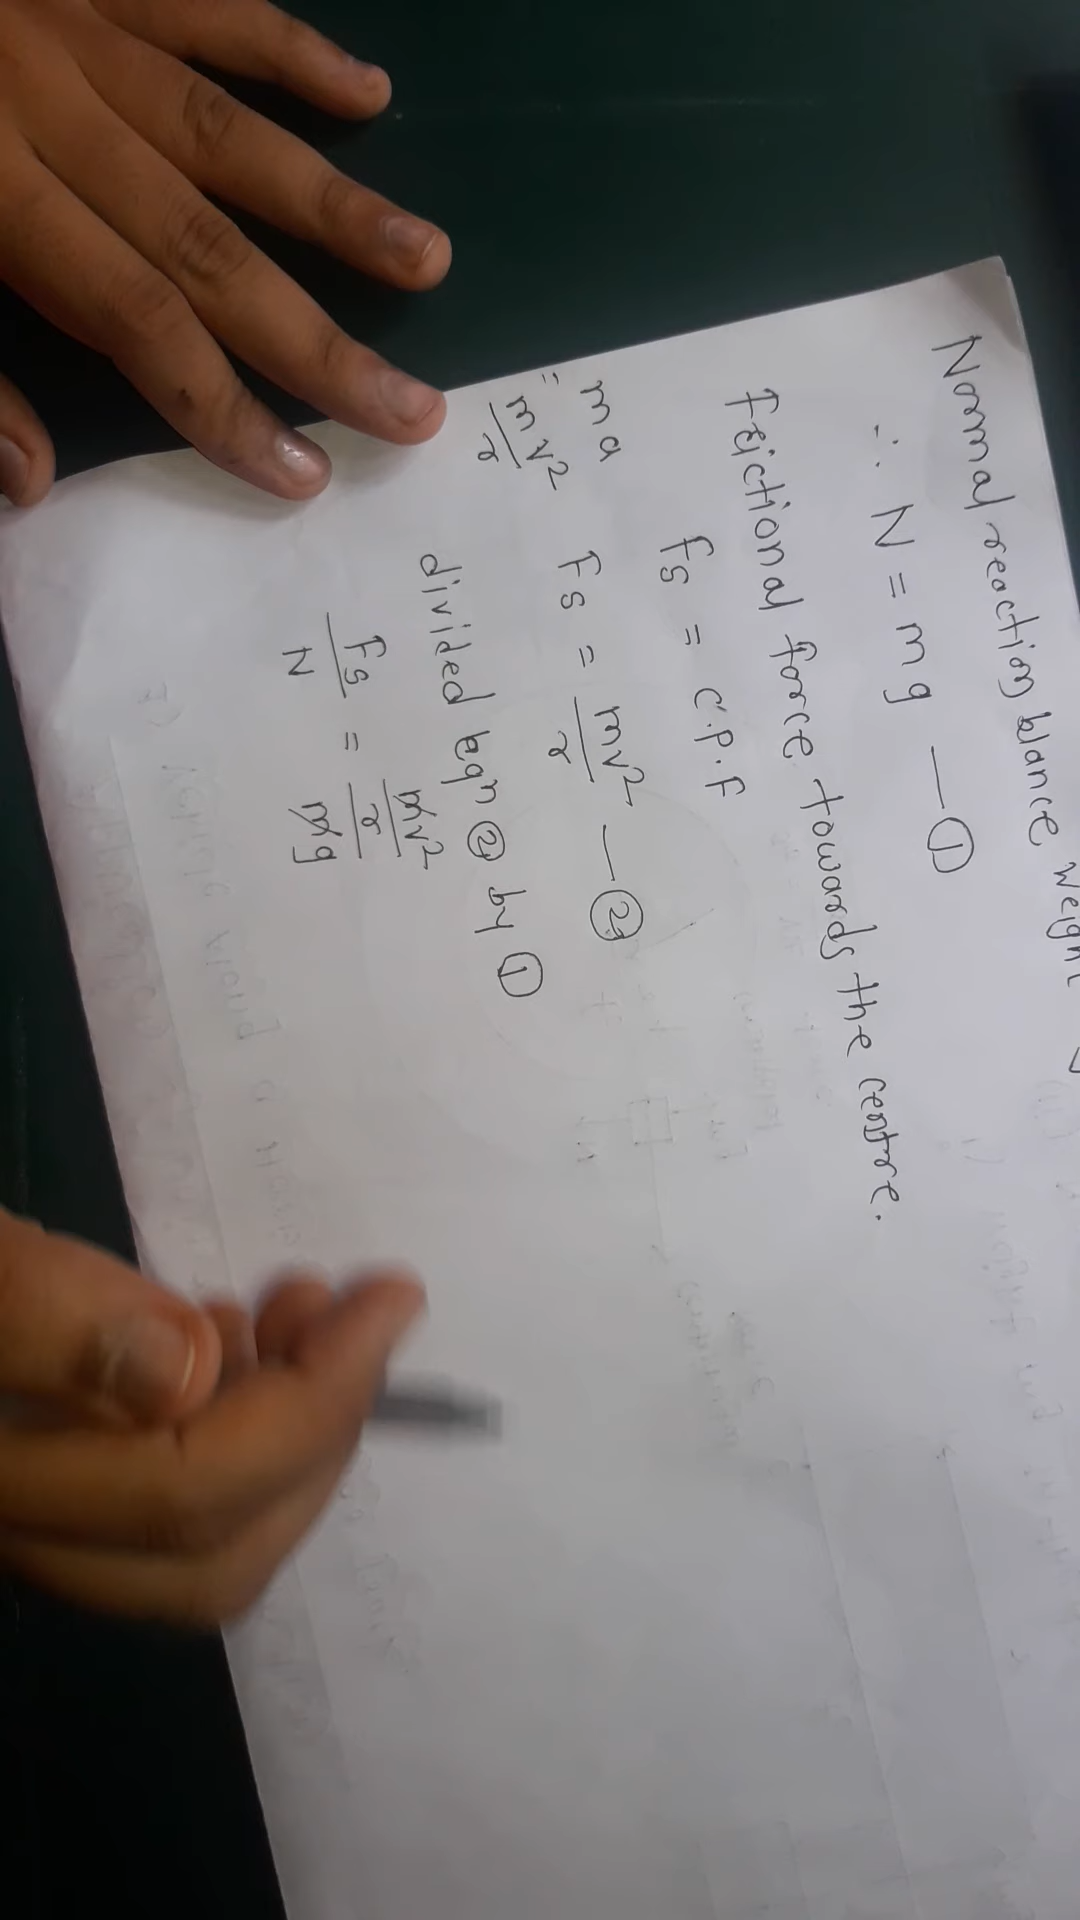 Normal reaction blance weight
∴ N = mg — ①
Frictional force towards the centre.
fs = C.P.F
ma
= mv²/r
Fs = mv²/r — ②
divided eqn ② by ①
Fs/N = mv²/r / mg